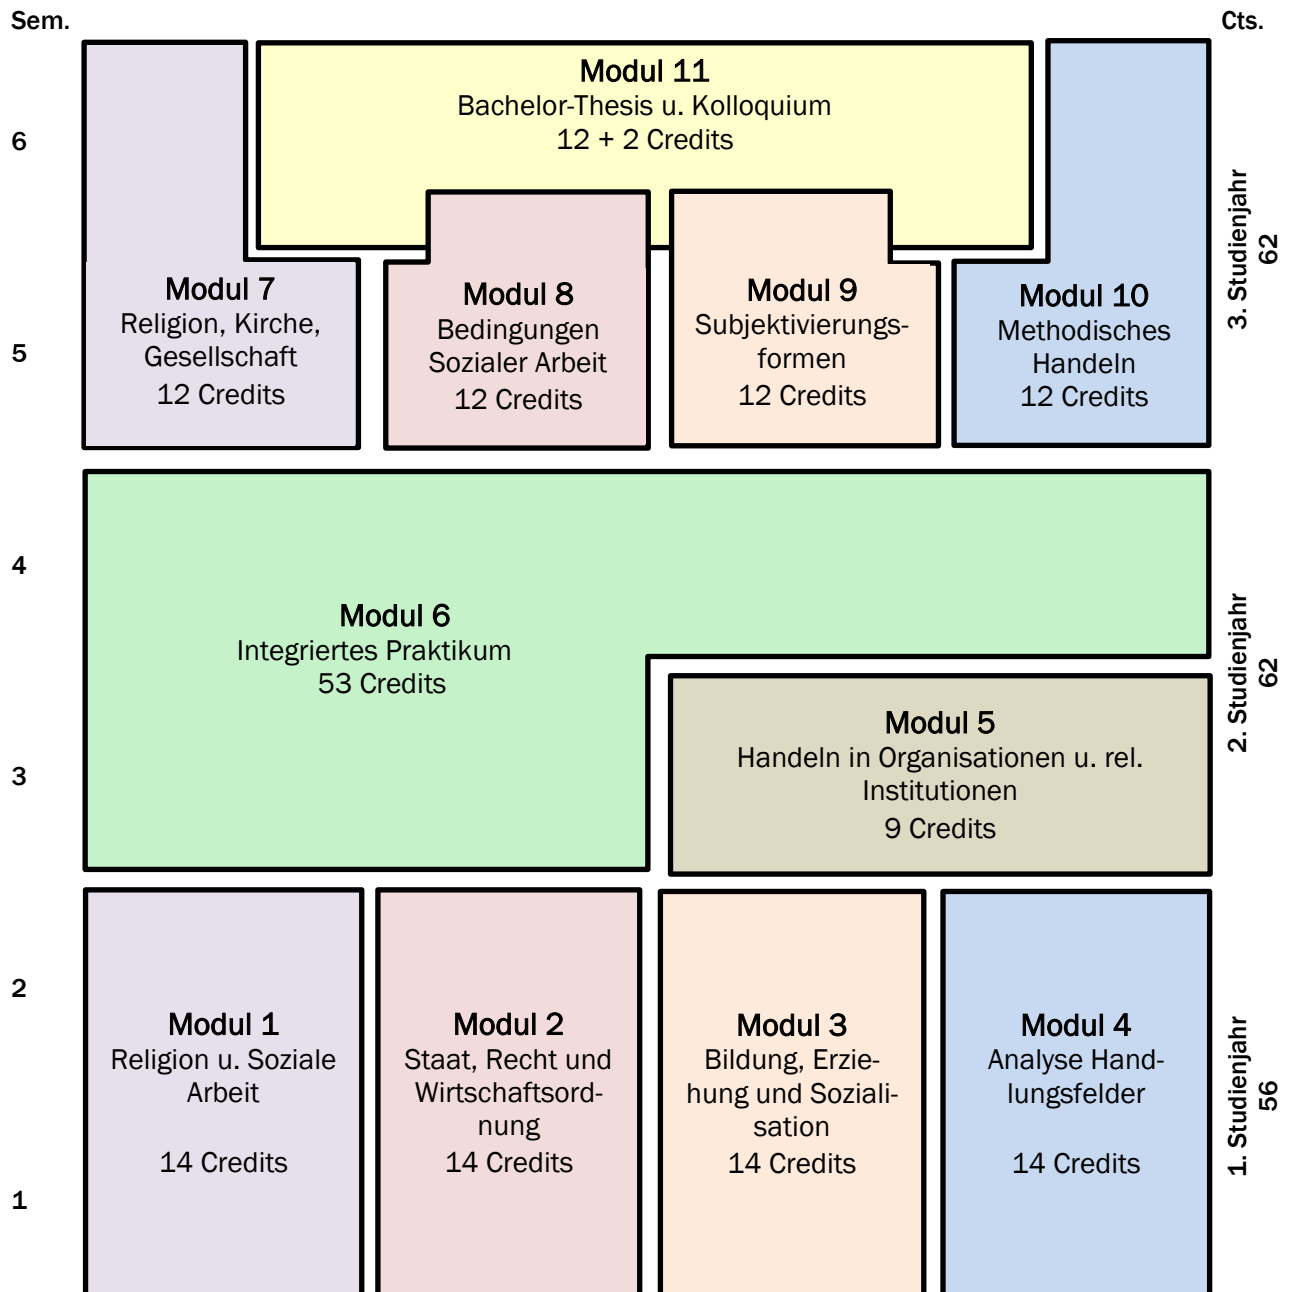 Sem.
Cts.
Modul 11
Bachelor-Thesis u. Kolloquium
12 + 2 Credits
6
Modul 7
Religion, Kirche,
Gesellschaft
12 Credits
Modul 8
Bedingungen
Sozialer Arbeit
12 Credits
Modul 9
Subjektivierungs-
formen
12 Credits
Modul 10
Methodisches
Handeln
12 Credits
5
3. Studienjahr
62
4
Modul 6
Integriertes Praktikum
53 Credits
Modul 5
Handeln in Organisationen u. rel.
Institutionen
9 Credits
3
2. Studienjahr
62
2
Modul 1
Religion u. Soziale
Arbeit
14 Credits
Modul 2
Staat, Recht und
Wirtschaftsord-
nung
14 Credits
Modul 3
Bildung, Erzie-
hung und Soziali-
sation
14 Credits
Modul 4
Analyse Hand-
lungsfelder
14 Credits
1
1. Studienjahr
56